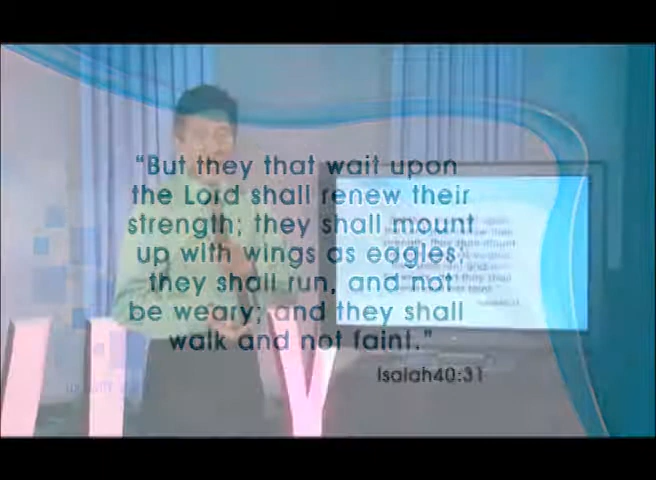 "But they that wait upon
the Lord shall renew their
strength; they shall mount
up with wings as eagles;
they shall run, and not
be weary; and they shall
walk and not faint."
Isaiah40:31